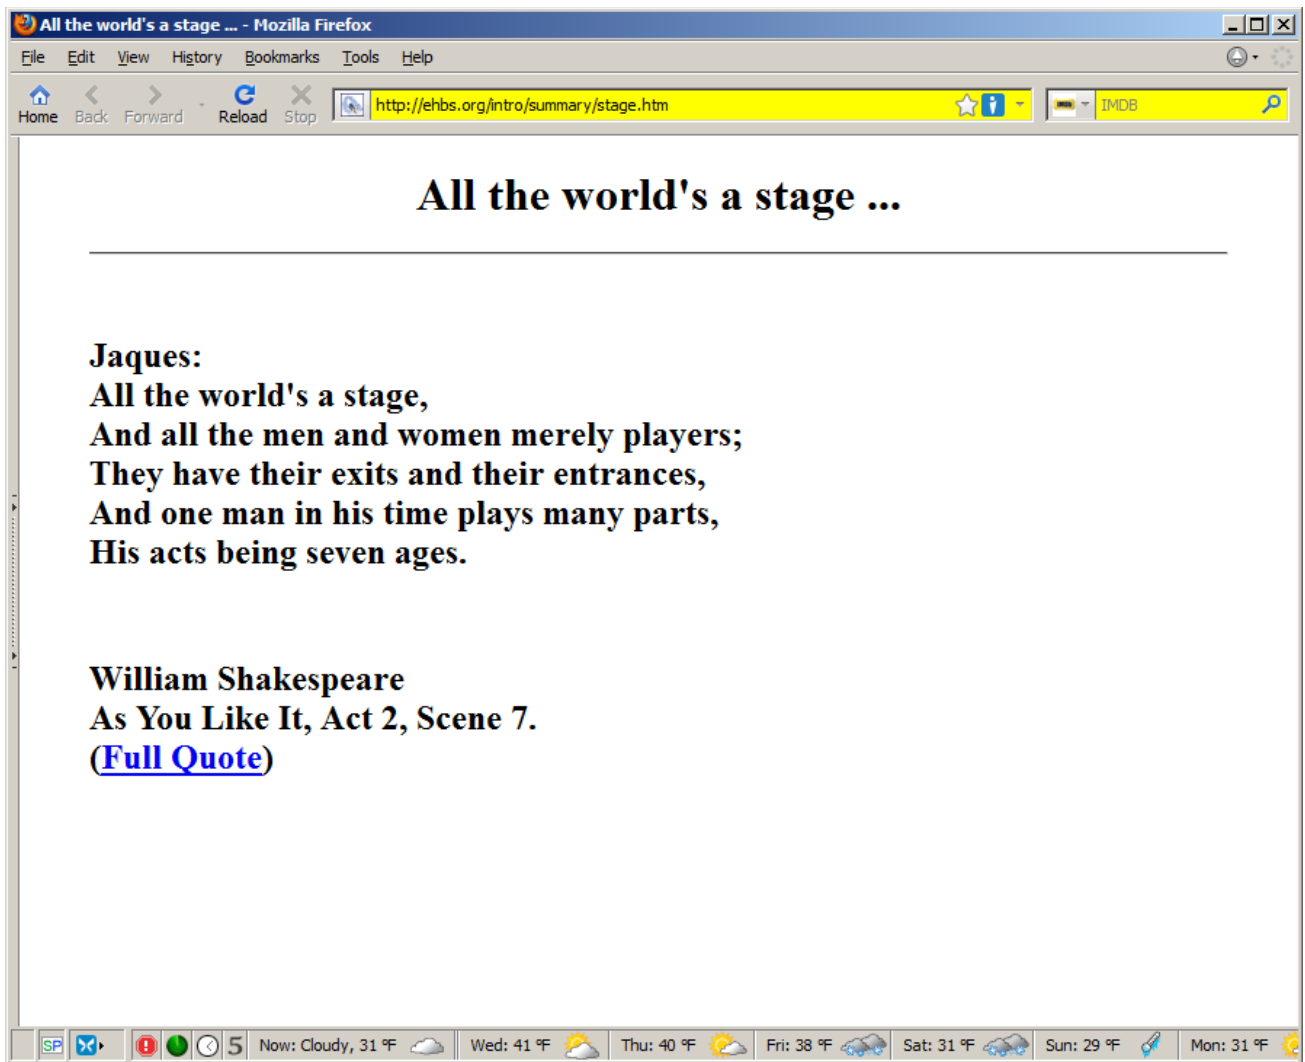 All the world's a stage ... - Mozilla Firefox
File Edit View History Bookmarks Tools Help
Home Back Forward Reload Stop http://ehbs.org/intro/summary/stage.htm IMDB
All the world's a stage ...
Jaques:
All the world's a stage,
And all the men and women merely players;
They have their exits and their entrances,
And one man in his time plays many parts,
His acts being seven ages.
William Shakespeare
As You Like It, Act 2, Scene 7.
(Full Quote)
SP 5 Now: Cloudy, 31 °F Wed: 41 °F Thu: 40 °F Fri: 38 °F Sat: 31 °F Sun: 29 °F Mon: 31 °F